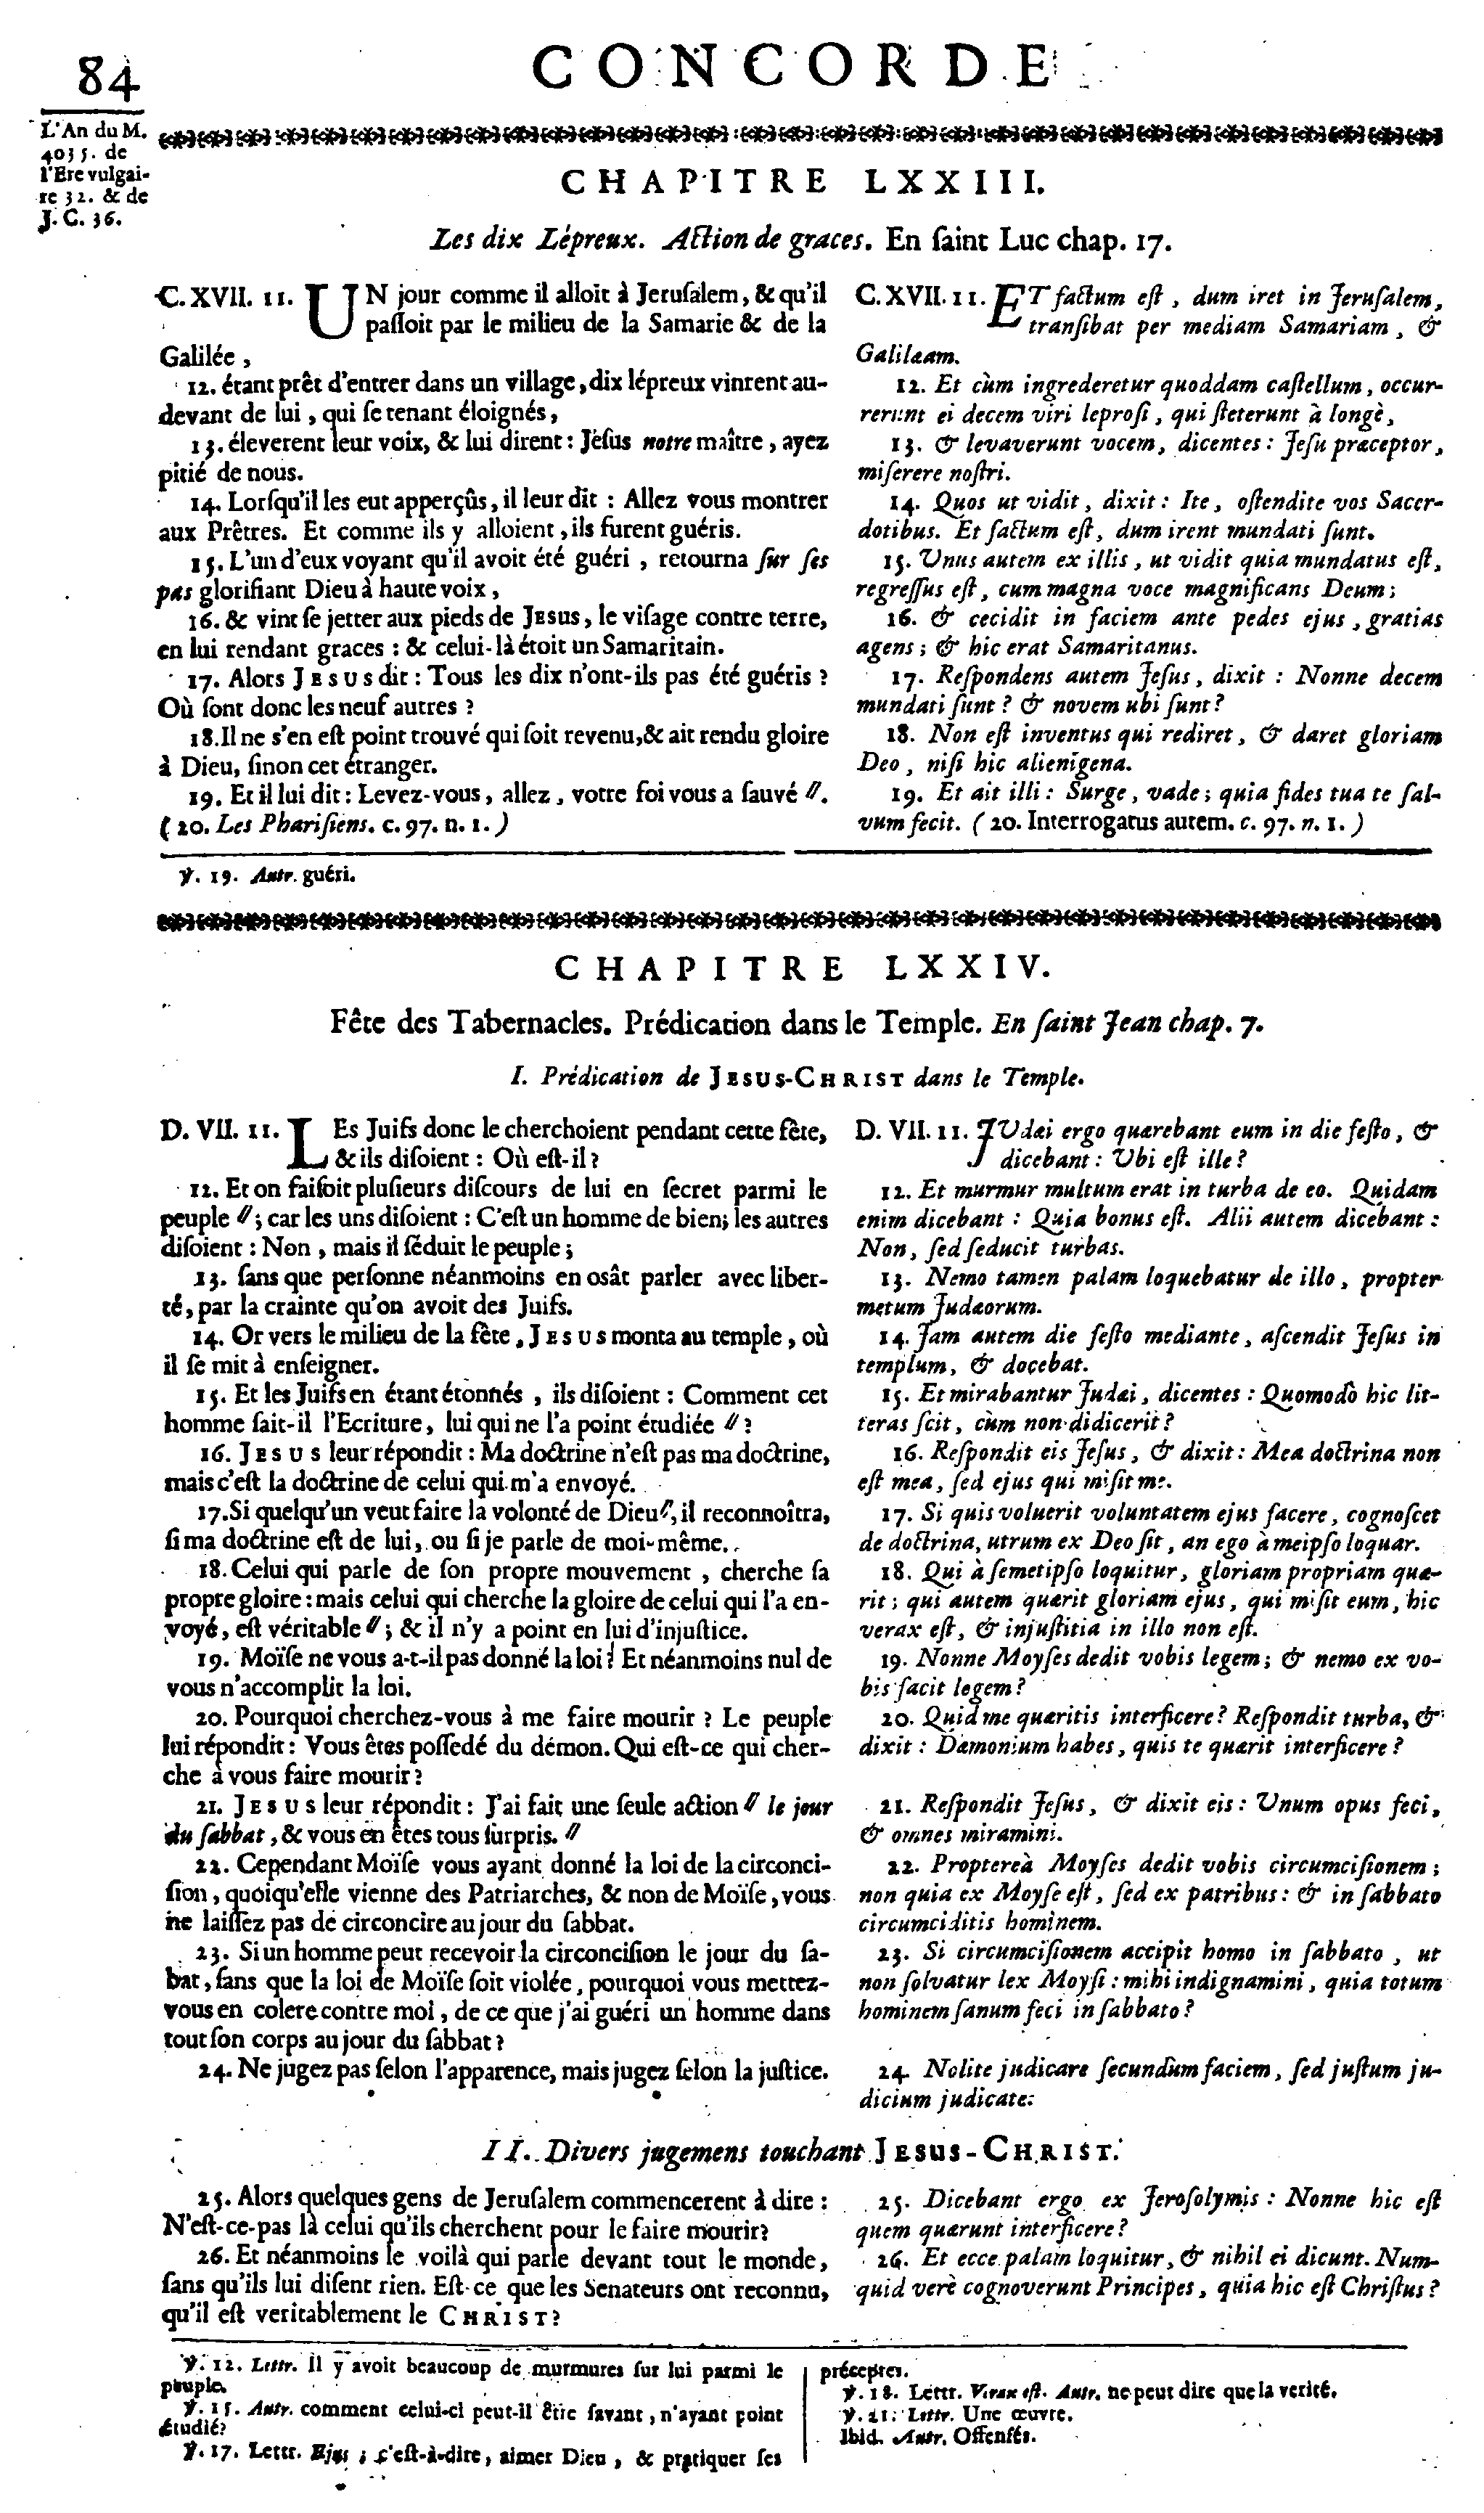 84
CONCORDE
L'An du M.
4035. de
l'Ere vulgai-
re 32. & de
J. C. 36.
CHAPITRE LXXIII.
Les dix Lépreux. Action de graces. En ſaint Luc chap. 17.
C. XVII. 11. UN jour comme il alloit à Jeruſalem, & qu'il
paſſoit par le milieu de la Samarie & de la
Galilée,
12. étant prêt d'entrer dans un village, dix lépreux vinrent au-
devant de lui, qui ſe tenant éloignés,
13. éleverent leur voix, & lui dirent: Jéſus notre maître, ayez
pitié de nous.
14. Lorſqu'il les eut apperçûs, il leur dit: Allez vous montrer
aux Prêtres. Et comme ils y alloient, ils furent guéris.
15. L'un d'eux voyant qu'il avoit été guéri, retourna ſur ſes
pas glorifiant Dieu à haute voix,
16. & vint ſe jetter aux pieds de JESUS, le viſage contre terre,
en lui rendant graces: & celui-là étoit un Samaritain.
17. Alors JESUS dit: Tous les dix n'ont-ils pas été guéris?
Où ſont donc les neuf autres?
18. Il ne s'en eſt point trouvé qui ſoit revenu, & ait rendu gloire
à Dieu, ſinon cet étranger.
19. Et il lui dit: Levez-vous, allez, votre foi vous a ſauvé //.
(20. Les Phariſiens. c. 97. n. 1.)
C. XVII. 11. ET factum eſt, dum iret in Jeruſalem,
tranſibat per mediam Samariam, &
Galilæam.
12. Et cùm ingrederetur quoddam caſtellum, occur-
rerunt ei decem viri leproſi, qui ſteterunt à longè,
13. & levaverunt vocem, dicentes: Jeſu præceptor,
miſerere noſtri.
14. Quos ut vidit, dixit: Ite, oſtendite vos Sacer-
dotibus. Et factum eſt, dum irent mundati ſunt.
15. Unus autem ex illis, ut vidit quia mundatus eſt,
regreſſus eſt, cum magna voce magnificans Deum;
16. & cecidit in faciem ante pedes ejus, gratias
agens; & hic erat Samaritanus.
17. Reſpondens autem Jeſus, dixit: Nonne decem
mundati ſunt? & novem ubi ſunt?
18. Non eſt inventus qui rediret, & daret gloriam
Deo, niſi hic alienigena.
19. Et ait illi: Surge, vade; quia fides tua te ſal-
vum fecit. (20. Interrogatus autem. c. 97. n. 1.)
℣. 19. Autr. guéri.
CHAPITRE LXXIV.
Fête des Tabernacles. Prédication dans le Temple. En ſaint Jean chap. 7.
I. Prédication de JESUS-CHRIST dans le Temple.
D. VII. 11. LEs Juifs donc le cherchoient pendant cette fête,
& ils diſoient: Où eſt-il?
12. Et on faiſoit pluſieurs diſcours de lui en ſecret parmi le
peuple //; car les uns diſoient: C'eſt un homme de bien; les autres
diſoient: Non, mais il ſéduit le peuple;
13. ſans que perſonne néanmoins en osât parler avec liber-
té, par la crainte qu'on avoit des Juifs.
14. Or vers le milieu de la fête, JESUS monta au temple, où
il ſe mit à enſeigner.
15. Et les Juifs en étant étonnés, ils diſoient: Comment cet
homme ſait-il l'Ecriture, lui qui ne l'a point étudiée //?
16. JESUS leur répondit: Ma doctrine n'eſt pas ma doctrine,
mais c'eſt la doctrine de celui qui m'a envoyé.
17. Si quelqu'un veut faire la volonté de Dieu //, il reconnoîtra,
ſi ma doctrine eſt de lui, ou ſi je parle de moi-même.
18. Celui qui parle de ſon propre mouvement, cherche ſa
propre gloire: mais celui qui cherche la gloire de celui qui l'a en-
voyé, eſt véritable //; & il n'y a point en lui d'injuſtice.
19. Moïſe ne vous a-t-il pas donné la loi? Et néanmoins nul de
vous n'accomplit la loi.
20. Pourquoi cherchez-vous à me faire mourir? Le peuple
lui répondit: Vous êtes poſſedé du démon. Qui eſt-ce qui cher-
che à vous faire mourir?
21. JESUS leur répondit: J'ai fait une ſeule action // le jour
du ſabbat, & vous en êtes tous ſurpris. //
22. Cependant Moïſe vous ayant donné la loi de la circonci-
ſion, quoiqu'elle vienne des Patriarches, & non de Moïſe, vous
ne laiſſez pas de circoncire au jour du ſabbat.
23. Si un homme peut recevoir la circonciſion le jour du ſa-
bat, ſans que la loi de Moïſe ſoit violée, pourquoi vous mettez-
vous en colere contre moi, de ce que j'ai guéri un homme dans
tout ſon corps au jour du ſabbat?
24. Ne jugez pas ſelon l'apparence, mais jugez ſelon la juſtice.
D. VII. 11. JUdæi ergo quærebant eum in die feſto, &
dicebant: Ubi eſt ille?
12. Et murmur multum erat in turba de eo. Quidam
enim dicebant: Quia bonus eſt. Alii autem dicebant:
Non, ſed ſeducit turbas.
13. Nemo tamen palam loquebatur de illo, propter
metum Judæorum.
14. Jam autem die feſto mediante, aſcendit Jeſus in
templum, & docebat.
15. Et mirabantur Judæi, dicentes: Quomodò hic lit-
teras ſcit, cùm non didicerit?
16. Reſpondit eis Jeſus, & dixit: Mea doctrina non
eſt mea, ſed ejus qui miſit me.
17. Si quis voluerit voluntatem ejus facere, cognoſcet
de doctrina, utrum ex Deo ſit, an ego à meipſo loquar.
18. Qui à ſemetipſo loquitur, gloriam propriam quæ-
rit; qui autem quærit gloriam ejus, qui miſit eum, hic
verax eſt, & injuſtitia in illo non eſt.
19. Nonne Moyſes dedit vobis legem; & nemo ex vo-
bis facit legem?
20. Quid me quæritis interficere? Reſpondit turba, &
dixit: Dæmonium habes, quis te quærit interficere?
21. Reſpondit Jeſus, & dixit eis: Unum opus feci,
& omnes miramini.
22. Proptereà Moyſes dedit vobis circumciſionem;
non quia ex Moyſe eſt, ſed ex patribus: & in ſabbato
circumciditis hominem.
23. Si circumciſionem accipit homo in ſabbato, ut
non ſolvatur lex Moyſi: mihi indignamini, quia totum
hominem ſanum feci in ſabbato?
24. Nolite judicare ſecundùm faciem, ſed juſtum ju-
dicium judicate.
II. Divers jugemens touchant JESUS-CHRIST.
25. Alors quelques gens de Jeruſalem commencerent à dire:
N'eſt-ce-pas là celui qu'ils cherchent pour le faire mourir?
26. Et néanmoins le voilà qui parle devant tout le monde,
ſans qu'ils lui diſent rien. Eſt-ce que les Senateurs ont reconnu,
qu'il eſt veritablement le CHRIST?
25. Dicebant ergo ex Jeroſolymis: Nonne hic eſt
quem quærunt interficere?
26. Et ecce palam loquitur, & nihil ei dicunt. Num-
quid verè cognoverunt Principes, quia hic eſt Chriſtus?
℣. 12. Lettr. Il y avoit beaucoup de murmures ſur lui parmi le
peuple.
℣. 15. Autr. comment celui-ci peut-il être ſavant, n'ayant point
étudié?
℣. 17. Lettr. Ejus; c'eſt-à-dire, aimer Dieu, & pratiquer ſes
préceptes.
℣. 18. Lettr. Verax eſt. Autr. ne peut dire que la verité.
℣. 21. Lettr. Une œuvre.
Ibid. Autr. Offenſés.